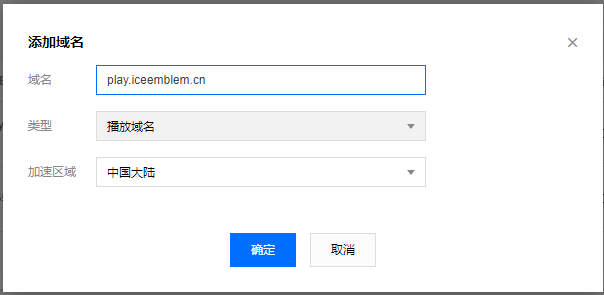 添加域名
域名 play.iceemblem.cn
类型 播放域名
加速区域 中国大陆
确定 取消